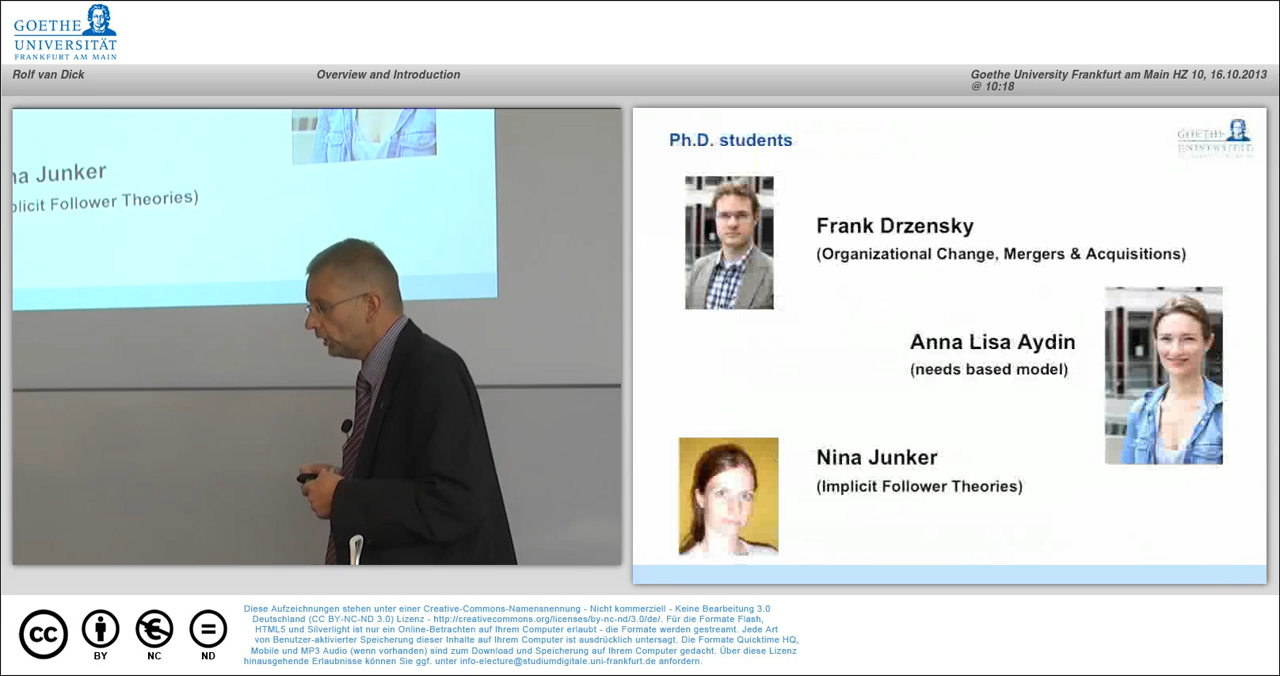 GOETHE
UNIVERSITÄT
FRANKFURT AM MAIN
Rolf van Dick
Overview and Introduction
Goethe University Frankfurt am Main HZ 10, 16.10.2013
@ 10:18
na Junker
plicit Follower Theories)
Ph.D. students
GOETHE
UNIVERSITÄT
Frank Drzensky
(Organizational Change, Mergers & Acquisitions)
Anna Lisa Aydin
(needs based model)
Nina Junker
(Implicit Follower Theories)
cc
BY
NC
ND
Diese Aufzeichnungen stehen unter einer Creative-Commons-Namensnennung - Nicht kommerziell - Keine Bearbeitung 3.0
Deutschland (CC BY-NC-ND 3.0) Lizenz - http://creativecommons.org/licenses/by-nc-nd/3.0/de/. Für die Formate Flash,
HTML5 und Silverlight ist nur ein Online-Betrachten auf Ihrem Computer erlaubt - die Formate werden gestreamt. Jede Art
von Benutzer-aktivierter Speicherung dieser Inhalte auf Ihrem Computer ist ausdrücklich untersagt. Die Formate Quicktime HQ,
Mobile und MP3 Audio (wenn vorhanden) sind zum Download und Speicherung auf Ihrem Computer gedacht. Über diese Lizenz
hinausgehende Erlaubnisse können Sie ggf. unter info-electure@studiumdigitale.uni-frankfurt.de anfordern.